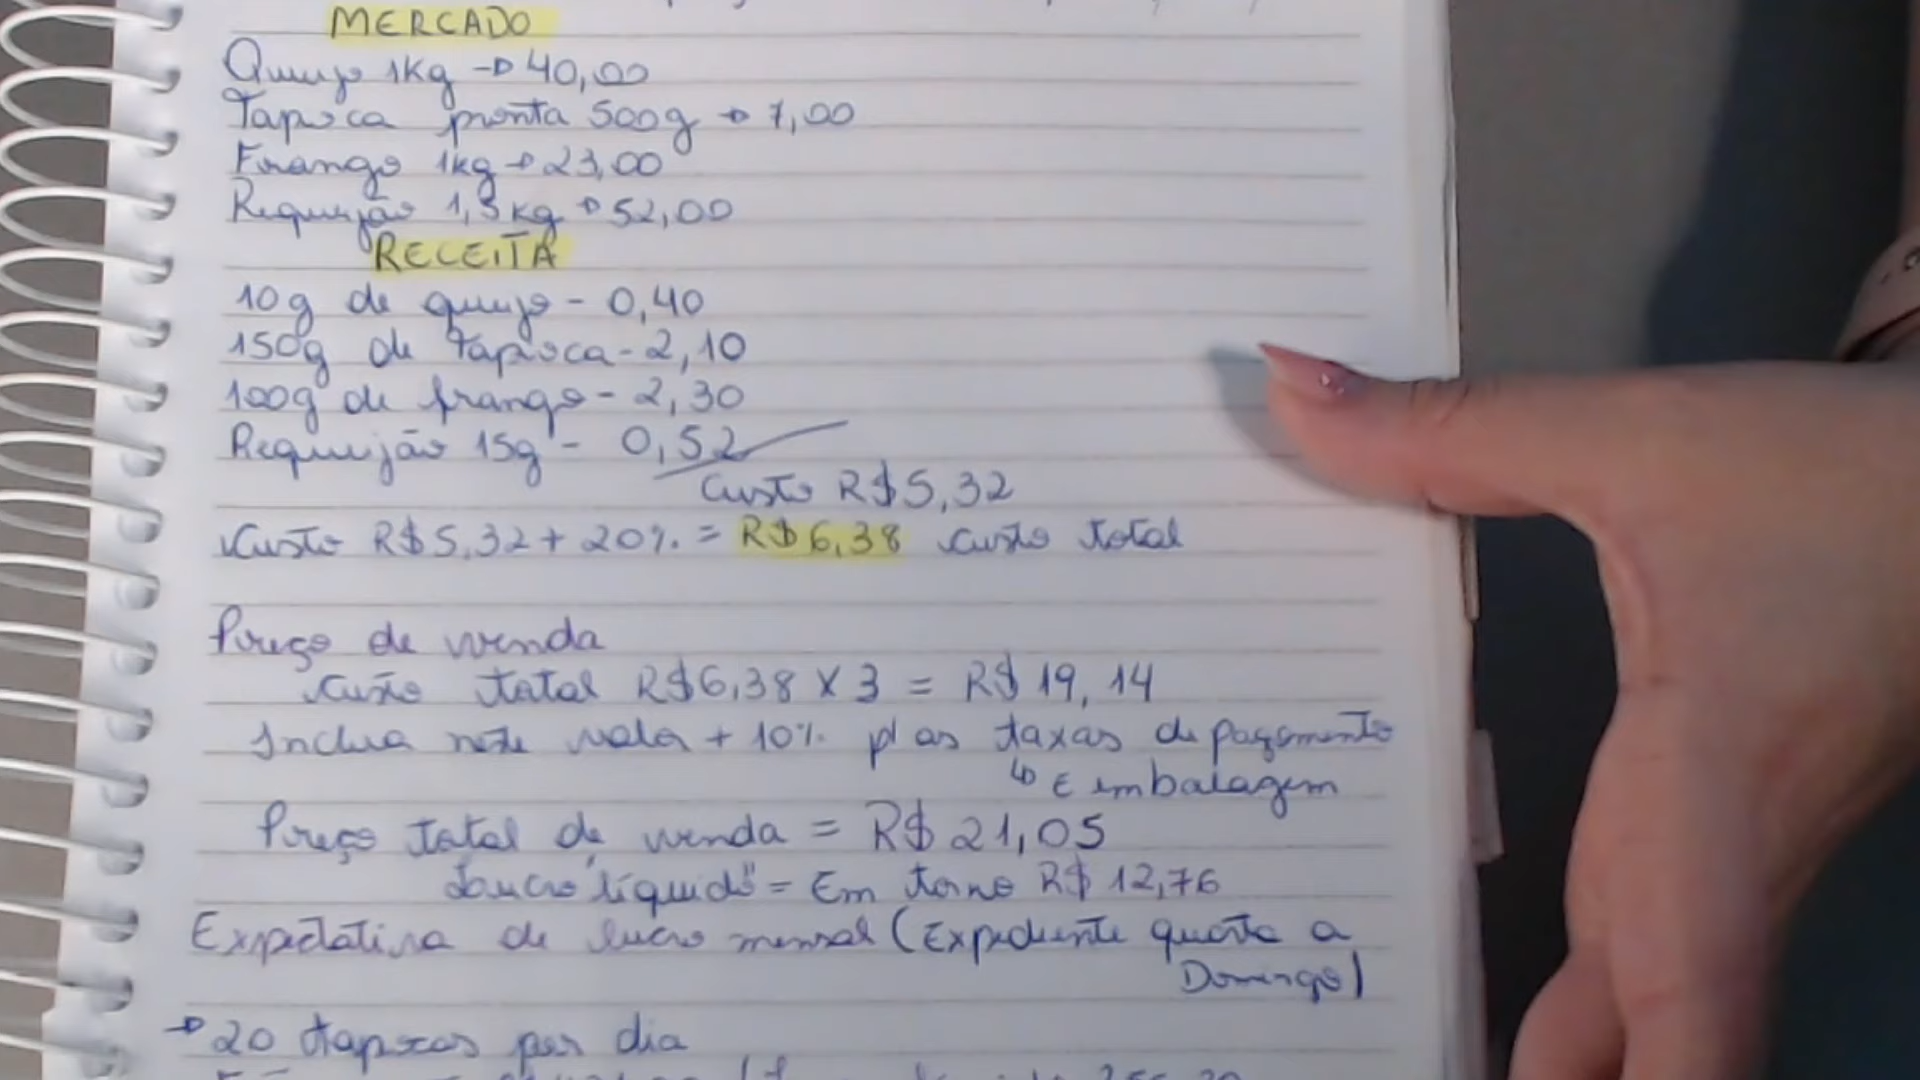 MERCADO
Queijo 1Kg → 40,00
Tapioca pronta 500g → 7,00
Frango 1kg → 23,00
Requeijão 1,5kg → 52,00
RECEITA
10g de queijo - 0,40
150g de tapioca - 2,10
100g de frango - 2,30
Requeijão 15g - 0,52
Custo R$5,32
Custo R$5,32 + 20% = R$6,38 custo total
Preço de venda
custo total R$6,38 X 3 = R$ 19,14
Inclua neste valor + 10% p/ as taxas de pagamento
↳ E embalagem
Preço total de venda = R$ 21,05
Lucro "líquido" = Em torno R$ 12,76
Expectativa de lucro mensal (Expediente quarta a
Domingo)
→ 20 tapiocas por dia